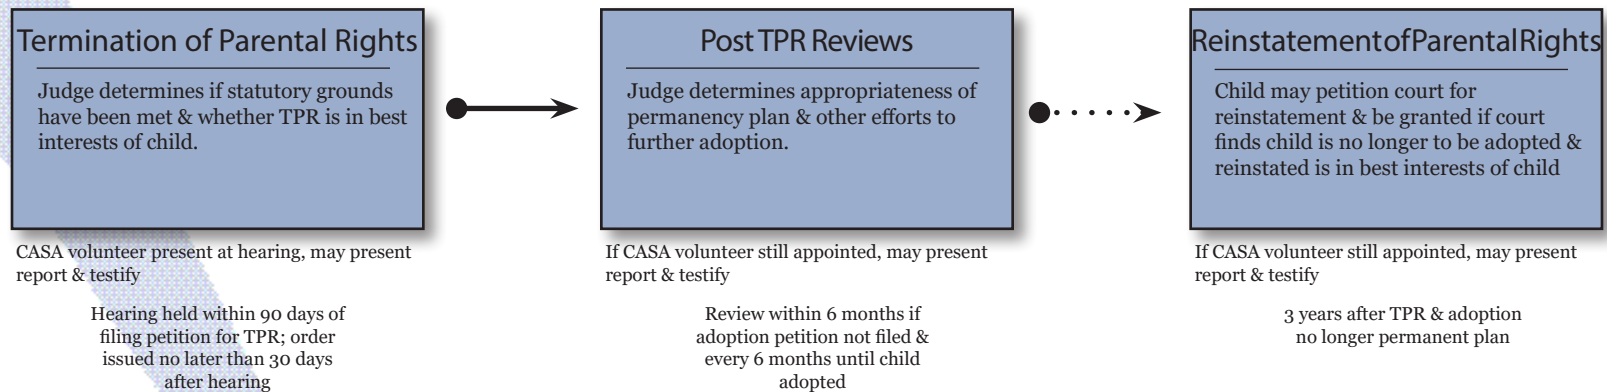 Termination of Parental Rights
Judge determines if statutory grounds
have been met & whether TPR is in best
interests of child.
CASA volunteer present at hearing, may present
report & testify
Hearing held within 90 days of
filing petition for TPR; order
issued no later than 30 days
after hearing
Post TPR Reviews
Judge determines appropriateness of
permanency plan & other efforts to
further adoption.
If CASA volunteer still appointed, may present
report & testify
Review within 6 months if
adoption petition not filed &
every 6 months until child
adopted
Reinstatement of Parental Rights
Child may petition court for
reinstatement & be granted if court
finds child is no longer to be adopted &
reinstated is in best interests of child
If CASA volunteer still appointed, may present
report & testify
3 years after TPR & adoption
no longer permanent plan